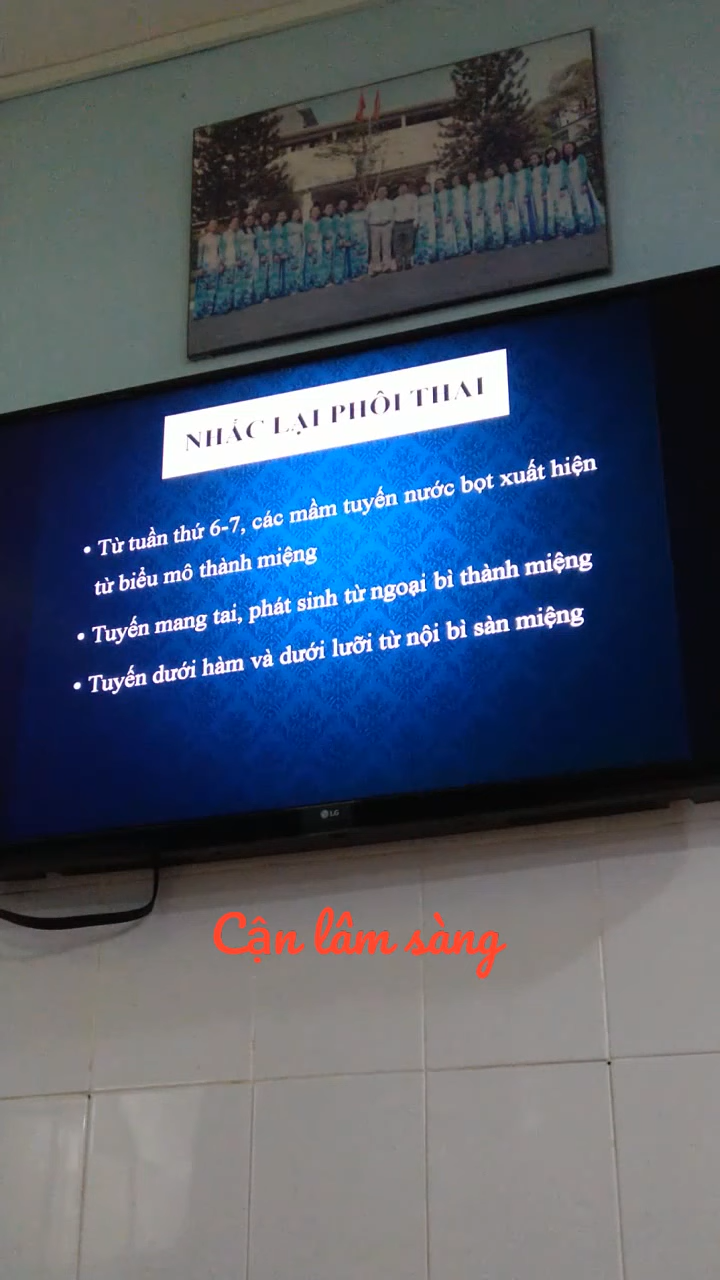 NHẮC LẠI PHÔI THAI
• Từ tuần thứ 6-7, các mầm tuyến nước bọt xuất hiện
từ biểu mô thành miệng
• Tuyến mang tai, phát sinh từ ngoại bì thành miệng
• Tuyến dưới hàm và dưới lưỡi từ nội bì sàn miệng
LG
Cận lâm sàng